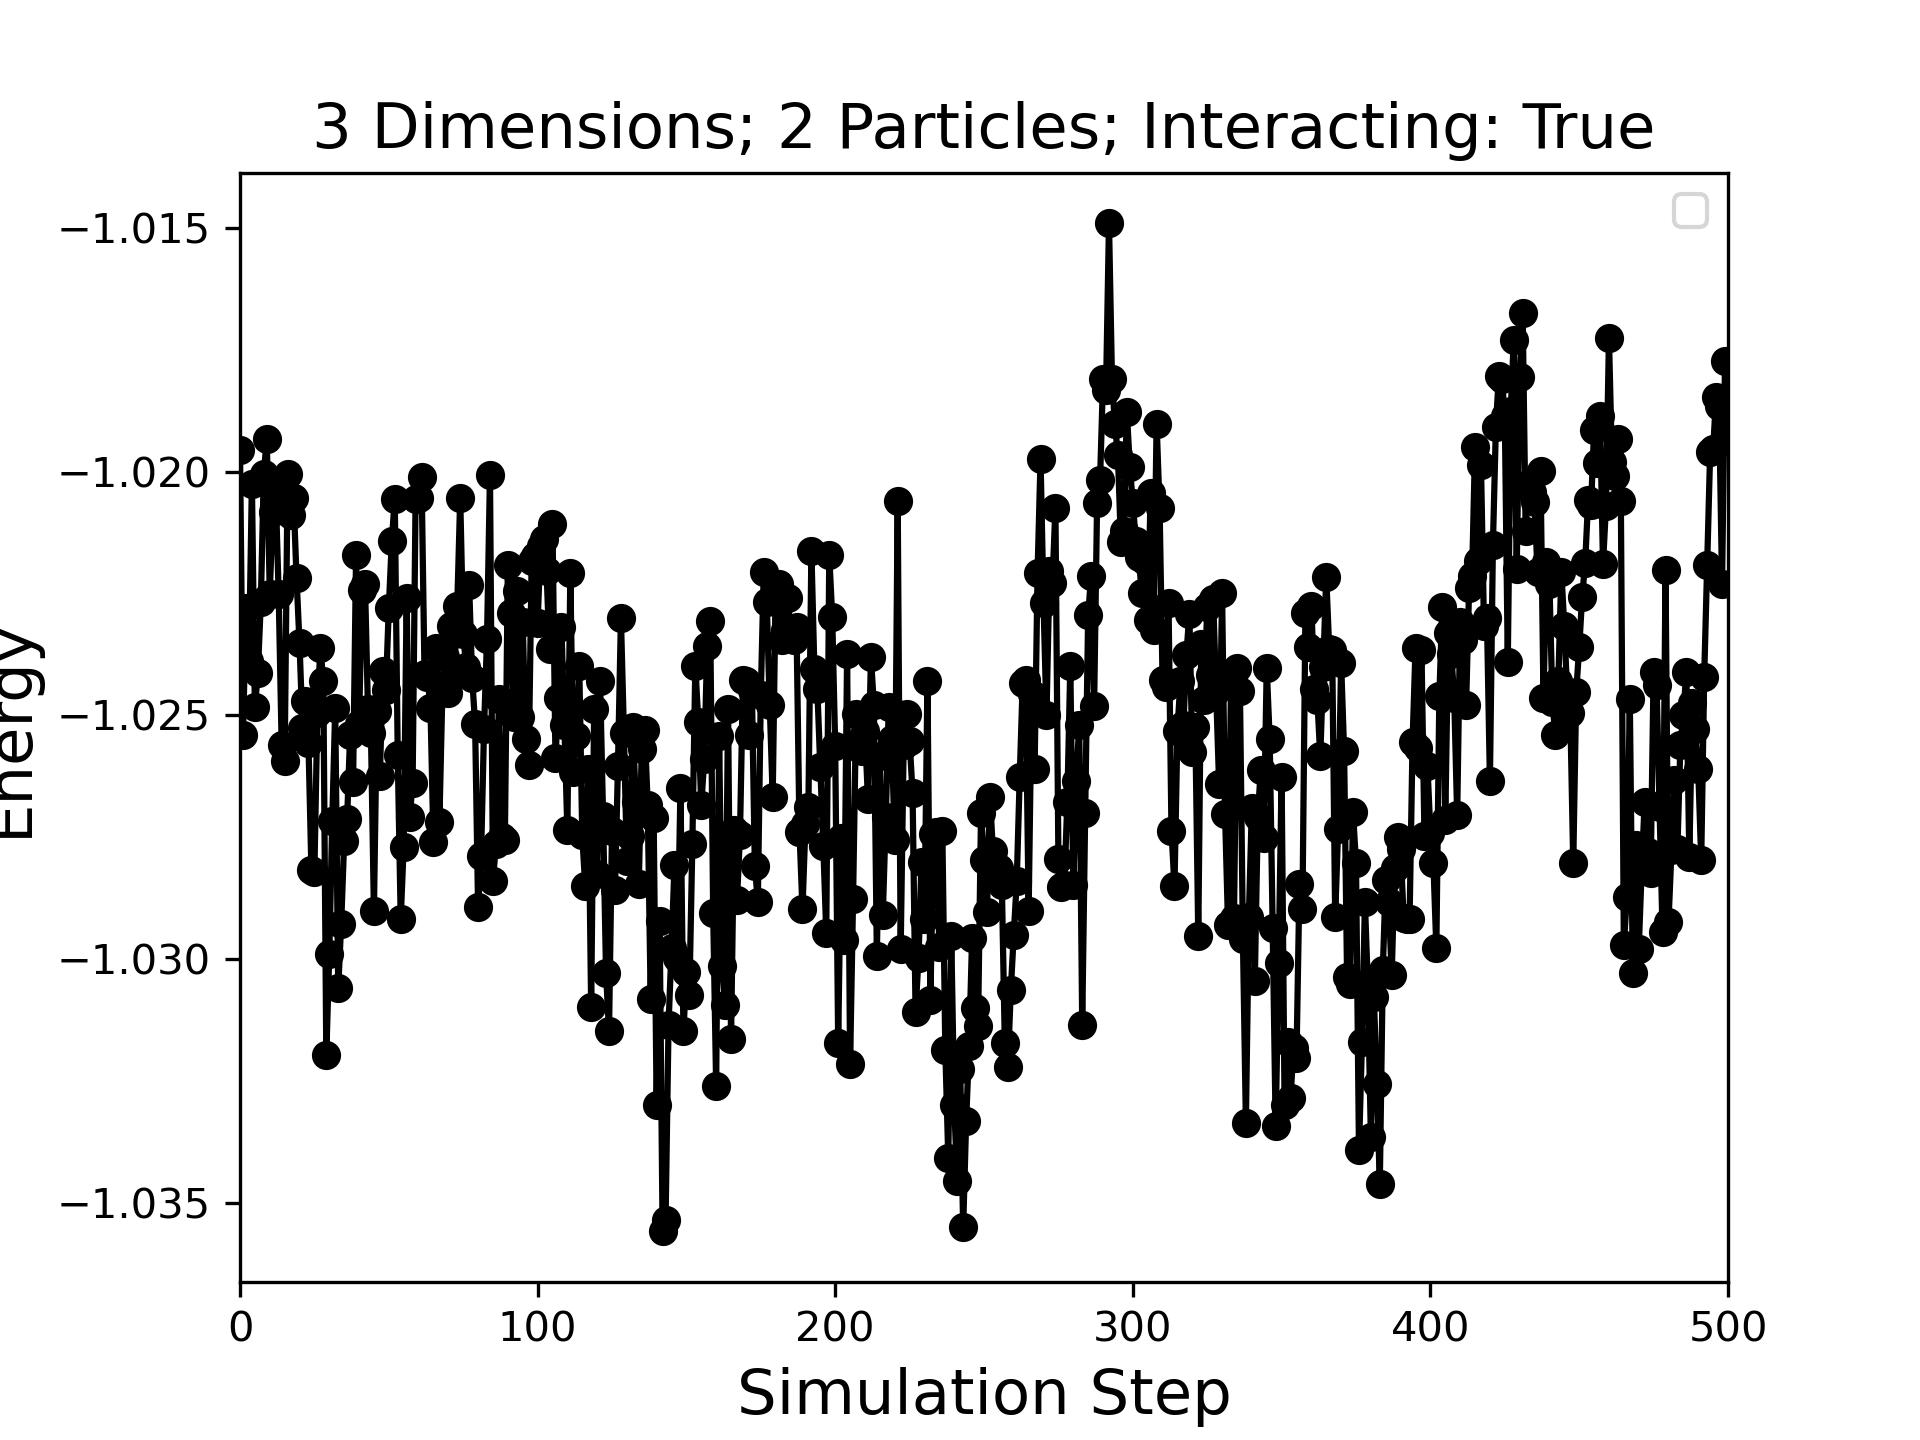 3 Dimensions; 2 Particles; Interacting: True
Energy
−1.015
−1.020
−1.025
−1.030
−1.035
0 100 200 300 400 500
Simulation Step